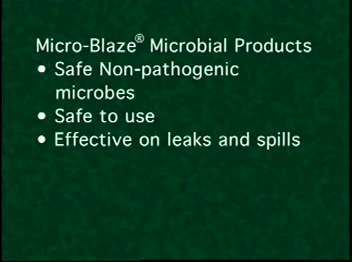 Micro-Blaze® Microbial Products
• Safe Non-pathogenic
microbes
• Safe to use
• Effective on leaks and spills